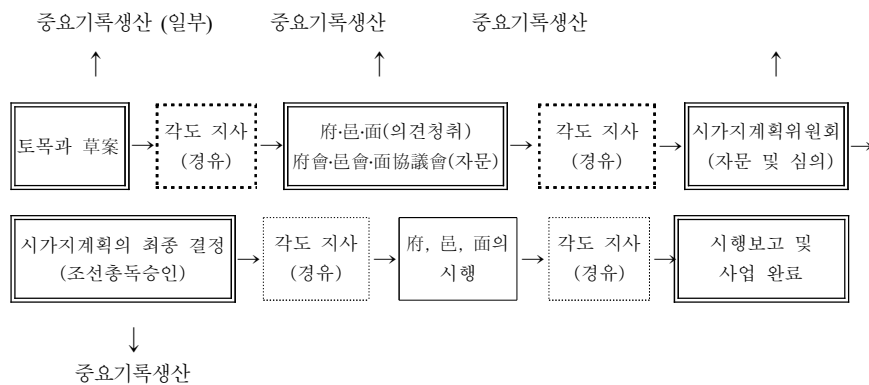 중요기록생산 (일부) 중요기록생산 중요기록생산
토목과 草案
각도 지사
(경유)
府·邑·面(의견청취)
府會·邑會·面協議會(자문)
각도 지사
(경유)
시가지계획위원회
(자문 및 심의)
시가지계획의 최종 결정
(조선총독승인)
각도 지사
(경유)
府, 邑, 面의
시행
각도 지사
(경유)
시행보고 및
사업 완료
중요기록생산